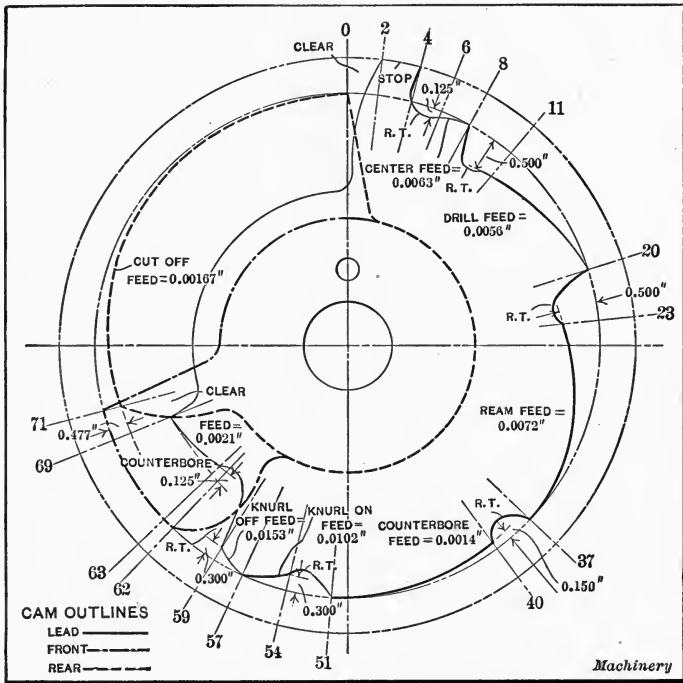 0
2
4
6
8
11
CLEAR
STOP
0.125"
R.T.
CENTER FEED =
0.0063"
R.T.
0.500"
DRILL FEED =
0.0056"
20
0.500"
R.T.
23
CUT OFF
FEED = 0.00167"
CLEAR
71
0.477"
69
FEED =
0.0021"
COUNTERBORE
0.125"
REAM FEED =
0.0072"
KNURL
OFF FEED =
0.0153"
KNURL ON
FEED =
0.0102"
COUNTERBORE
FEED = 0.0014"
R.T.
R.T.
R.T.
0.300"
0.300"
0.150"
63
62
59
57
54
51
40
37
CAM OUTLINES
LEAD
FRONT
REAR
Machinery